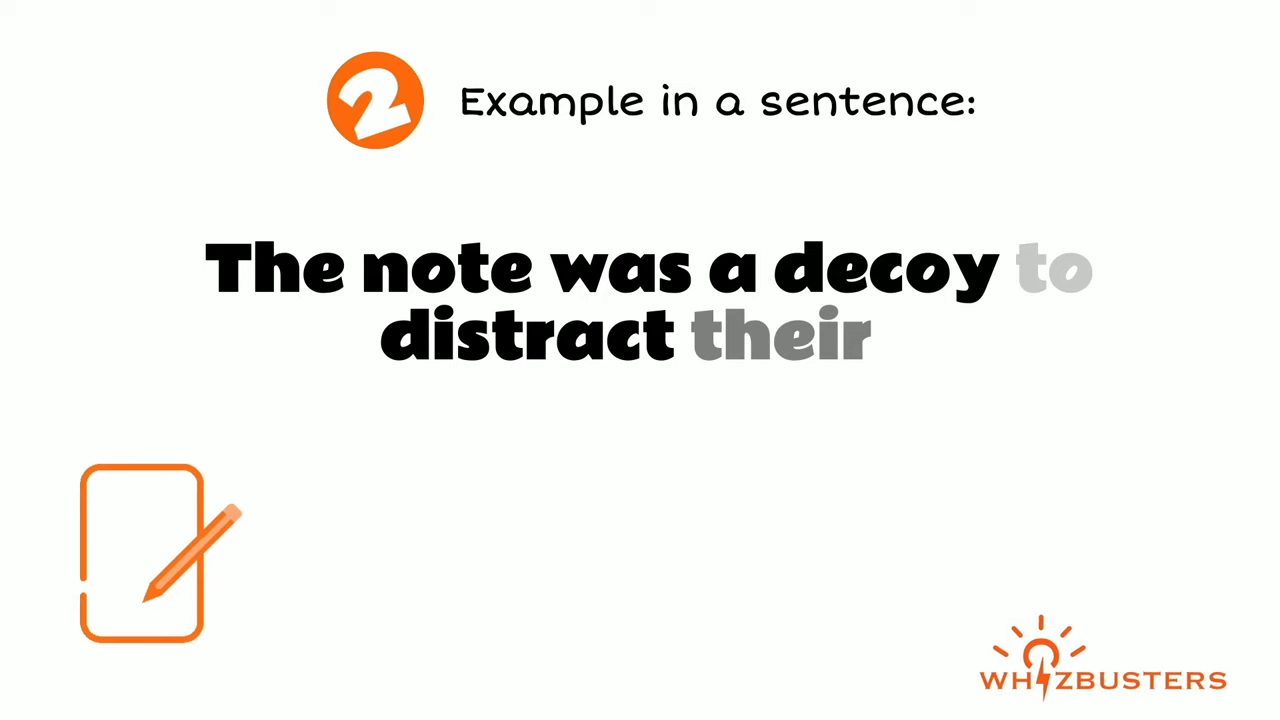 2 Example in a sentence:
The note was a decoy to
distract their
WHIZBUSTERS